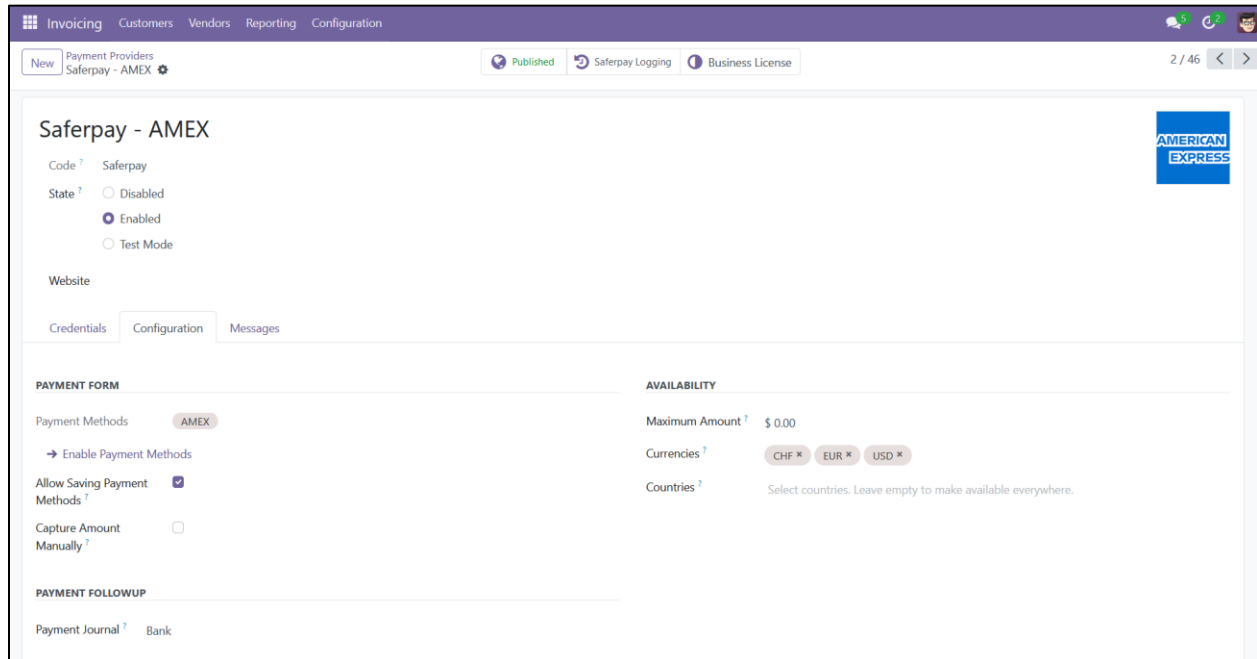 Invoicing Customers Vendors Reporting Configuration 5 2
New Payment Providers
Saferpay - AMEX
Published Saferpay Logging Business License 2 / 46
Saferpay - AMEX
AMERICAN
EXPRESS
Code ? Saferpay
State ? Disabled
Enabled
Test Mode
Website
Credentials Configuration Messages
PAYMENT FORM
Payment Methods AMEX
→ Enable Payment Methods
Allow Saving Payment
Methods ?
Capture Amount
Manually ?
PAYMENT FOLLOWUP
Payment Journal ? Bank
AVAILABILITY
Maximum Amount ? $ 0.00
Currencies ? CHF × EUR × USD ×
Countries ? Select countries. Leave empty to make available everywhere.